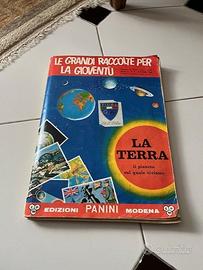 LE GRANDI RACCOLTE PER
LA GIOVENTÙ
LA
TERRA
il pianeta
sul quale viviamo
EDIZIONI PANINI MODENA